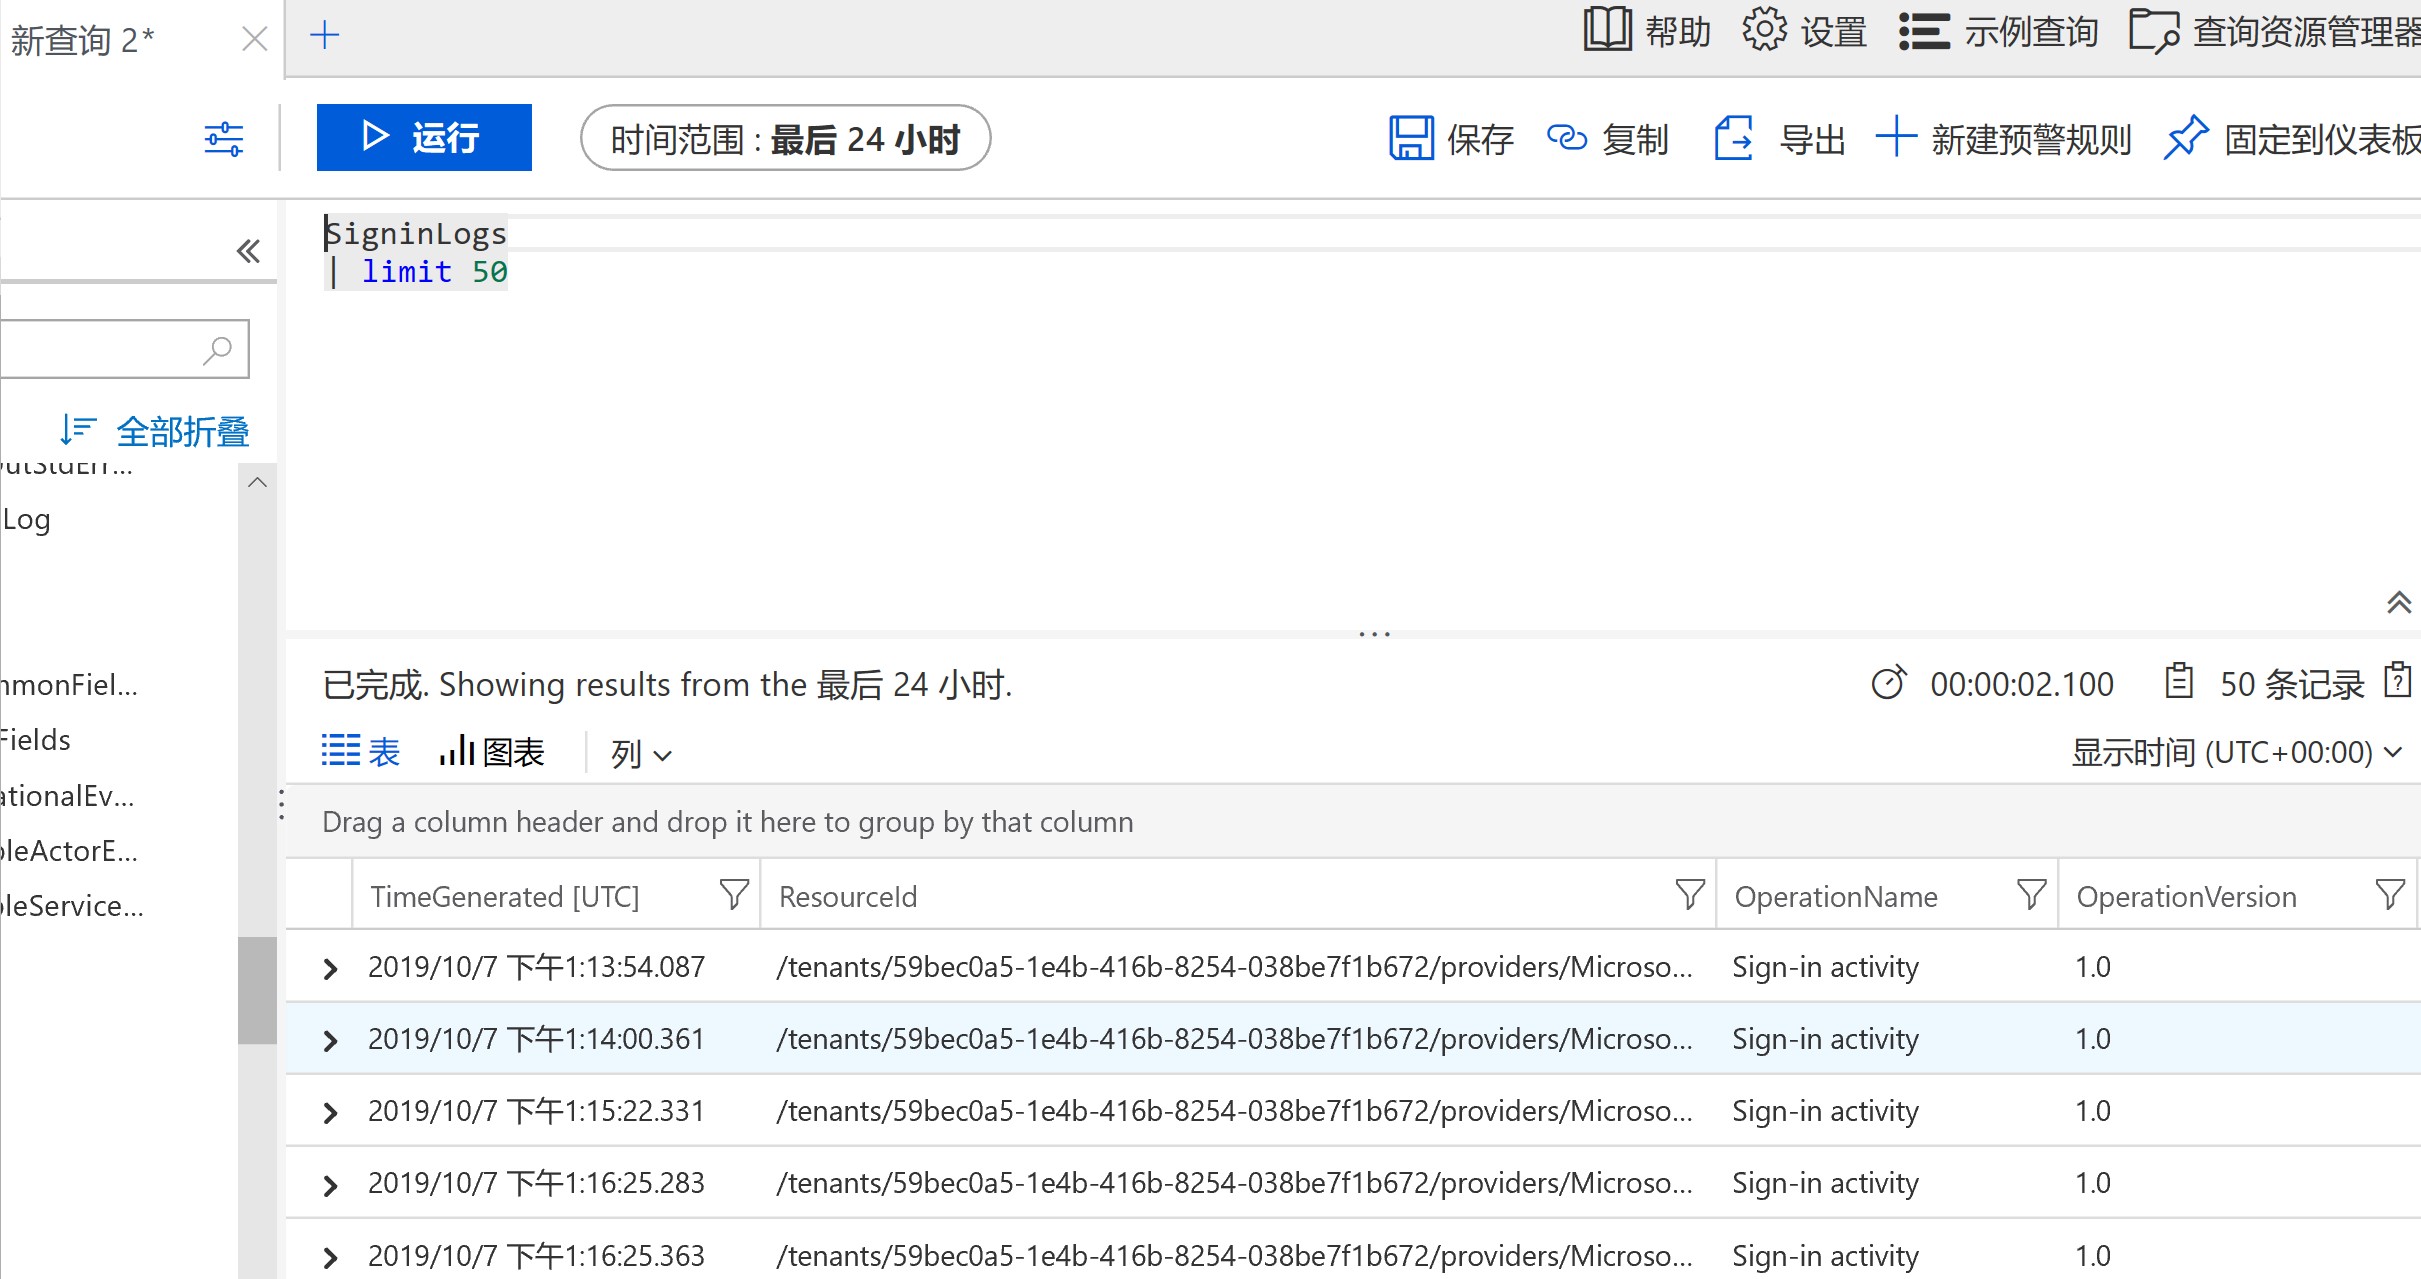 新查询 2*
帮助 设置 示例查询 查询资源管理器
运行 时间范围 : 最后 24 小时 保存 复制 导出 新建预警规则 固定到仪表板
SigninLogs
| limit 50
全部折叠
utStdErr...
Log
mmonFiel...
Fields
ationalEv...
bleActorE...
bleService...
已完成. Showing results from the 最后 24 小时. 00:00:02.100 50 条记录
表 图表 列 显示时间 (UTC+00:00)
Drag a column header and drop it here to group by that column
TimeGenerated [UTC] ResourceId OperationName OperationVersion
2019/10/7 下午1:13:54.087 /tenants/59bec0a5-1e4b-416b-8254-038be7f1b672/providers/Microso... Sign-in activity 1.0
2019/10/7 下午1:14:00.361 /tenants/59bec0a5-1e4b-416b-8254-038be7f1b672/providers/Microso... Sign-in activity 1.0
2019/10/7 下午1:15:22.331 /tenants/59bec0a5-1e4b-416b-8254-038be7f1b672/providers/Microso... Sign-in activity 1.0
2019/10/7 下午1:16:25.283 /tenants/59bec0a5-1e4b-416b-8254-038be7f1b672/providers/Microso... Sign-in activity 1.0
2019/10/7 下午1:16:25.363 /tenants/59bec0a5-1e4b-416b-8254-038be7f1b672/providers/Microso... Sign-in activity 1.0